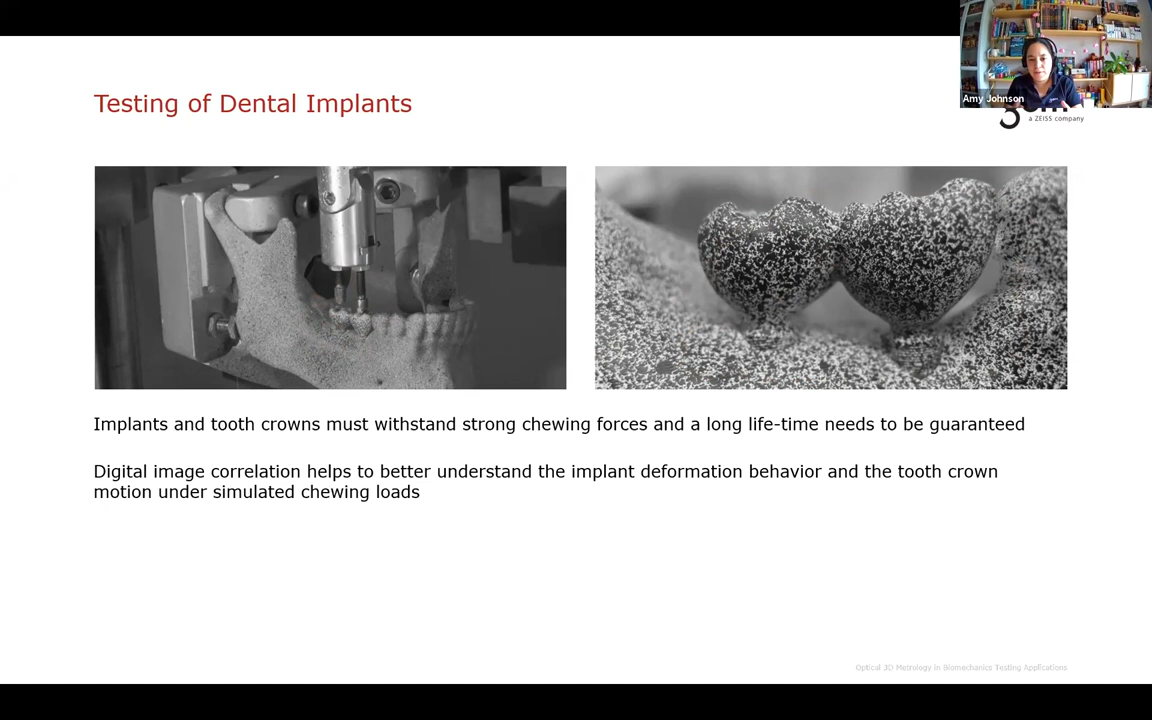 Amy Johnson
Testing of Dental Implants
a ZEISS company
Implants and tooth crowns must withstand strong chewing forces and a long life-time needs to be guaranteed
Digital image correlation helps to better understand the implant deformation behavior and the tooth crown
motion under simulated chewing loads
Optical 3D Metrology in Biomechanics Testing Applications